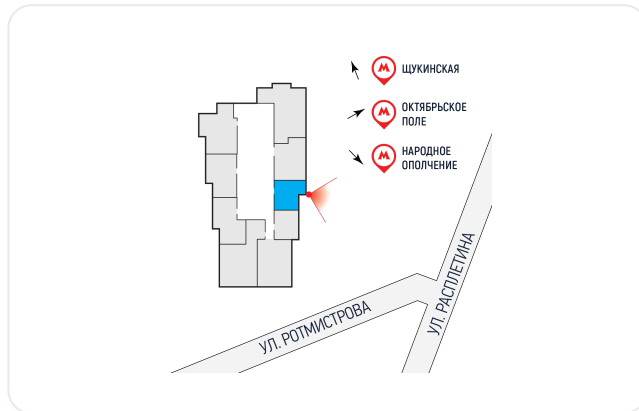 ЩУКИНСКАЯ
ОКТЯБРЬСКОЕ
ПОЛЕ
НАРОДНОЕ
ОПОЛЧЕНИЕ
УЛ. РОТМИСТРОВА
УЛ. РАСПЛЕТИНА